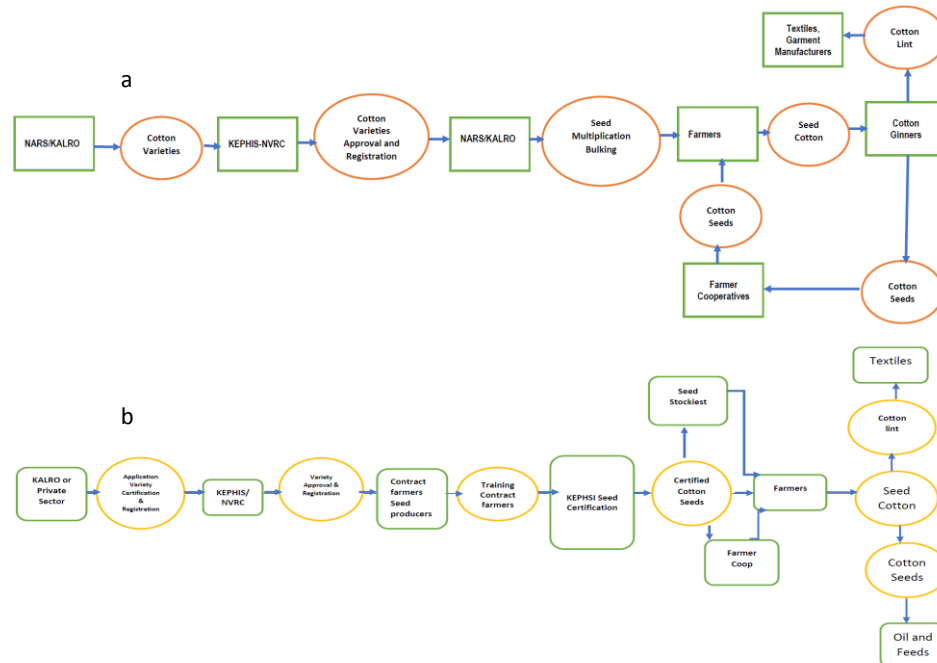 a
Textiles,
Garment
Manufacturers
Cotton
Lint
NARS/KALRO
Cotton
Varieties
KEPHIS-NVRC
Cotton
Varieties
Approval and
Registration
NARS/KALRO
Seed
Multiplication
Bulking
Farmers
Seed
Cotton
Cotton
Ginners
Cotton
Seeds
Farmer
Cooperatives
Cotton
Seeds
b
Textiles
Seed
Stockiest
Cotton
lint
KALRO or
Private
Sector
Application
Variety
Certification
&
Registration
KEPHIS/
NVRC
Variety
Approval &
Registration
Contract
farmers
Seed
producers
Training
Contract
farmers
KEPHSI Seed
Certification
Certified
Cotton
Seeds
Farmers
Seed
Cotton
Farmer
Coop
Cotton
Seeds
Oil and
Feeds